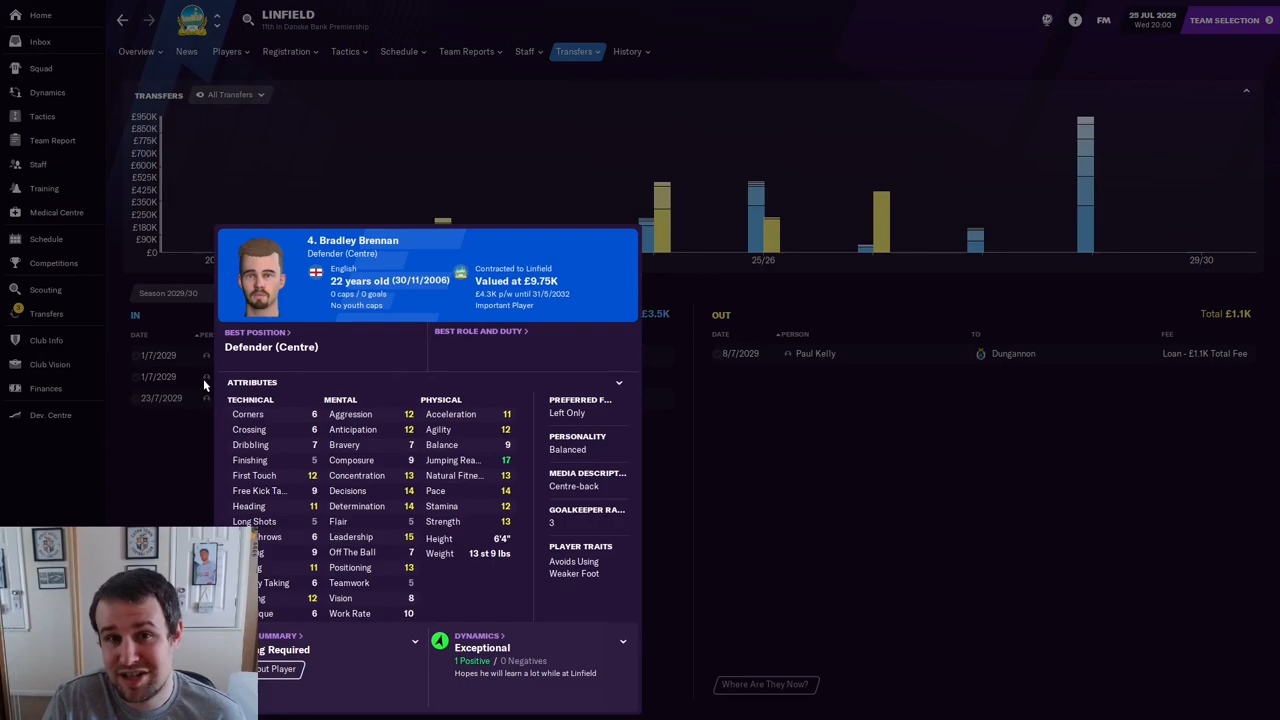 Home
LINFIELD
11th in Danske Bank Premiership
FM
25 JUL 2029
Wed 20:00
TEAM SELECTION
Inbox
Overview
News
Players
Registration
Tactics
Schedule
Team Reports
Staff
Transfers
History
Squad
Dynamics
Tactics
Team Report
Staff
Training
Medical Centre
Schedule
Competitions
Scouting
Transfers
Club Info
Club Vision
Finances
Dev. Centre
TRANSFERS
All Transfers
£950K
£850K
£775K
£700K
£600K
£525K
£425K
£350K
£250K
£180K
£90K
£0
20
25/26
29/30
Season 2029/30
IN
£3.5K
DATE
PER
1/7/2029
1/7/2029
23/7/2029
OUT
Total £1.1K
DATE
PERSON
TO
FEE
8/7/2029
Paul Kelly
Dungannon
Loan - £1.1K Total Fee
Where Are They Now?
4. Bradley Brennan
Defender (Centre)
English
22 years old (30/11/2006)
0 caps / 0 goals
No youth caps
Contracted to Linfield
Valued at £9.75K
£4.3K p/w until 31/5/2032
Important Player
BEST POSITION
Defender (Centre)
BEST ROLE AND DUTY
ATTRIBUTES
TECHNICAL
Corners 6
Crossing 6
Dribbling 7
Finishing 5
First Touch 12
Free Kick Ta... 9
Heading 11
Long Shots 5
hrows 6
g 9
g 11
y Taking 6
ng 12
que 6
MENTAL
Aggression 12
Anticipation 12
Bravery 7
Composure 9
Concentration 13
Decisions 14
Determination 14
Flair 5
Leadership 15
Off The Ball 7
Positioning 13
Teamwork 5
Vision 8
Work Rate 10
PHYSICAL
Acceleration 11
Agility 12
Balance 9
Jumping Rea... 17
Natural Fitne... 13
Pace 14
Stamina 12
Strength 13
Height 6'4"
Weight 13 st 9 lbs
PREFERRED F...
Left Only
PERSONALITY
Balanced
MEDIA DESCRIPT...
Centre-back
GOALKEEPER RA...
3
PLAYER TRAITS
Avoids Using
Weaker Foot
SUMMARY
ng Required
out Player
DYNAMICS
Exceptional
1 Positive / 0 Negatives
Hopes he will learn a lot while at Linfield